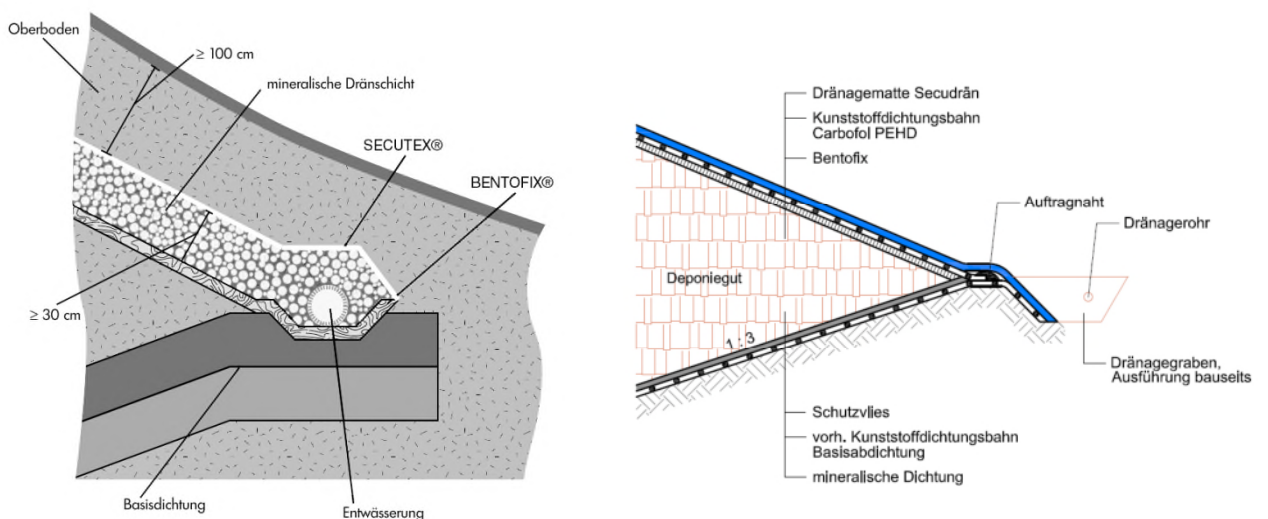 Oberboden
≥ 100 cm
mineralische Dränschicht
SECUTEX®
BENTOFIX®
≥ 30 cm
Basisdichtung
Entwässerung
Dränagematte Secudrän
Kunststoffdichtungsbahn
Carbofol PEHD
Bentofix
Auftragnaht
Dränagerohr
Deponiegut
1 : 3
Dränagegraben,
Ausführung bauseits
Schutzvlies
vorh. Kunststoffdichtungsbahn
Basisabdichtung
mineralische Dichtung